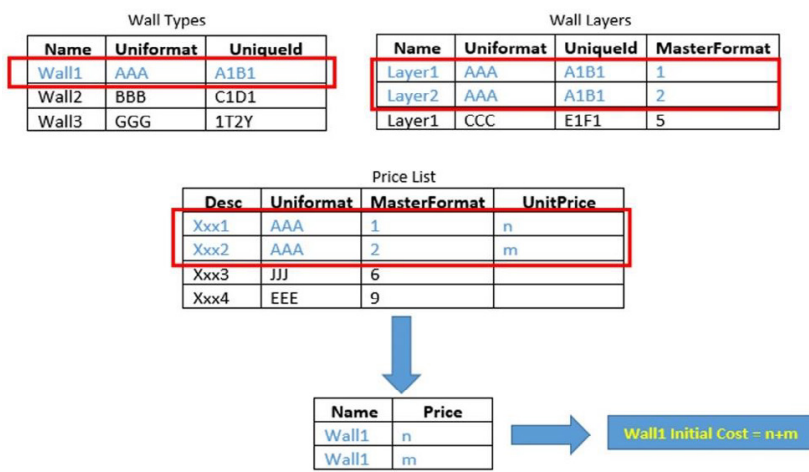 Wall Types
Name Uniformat UniqueId
Wall1 AAA A1B1
Wall2 BBB C1D1
Wall3 GGG 1T2Y
Wall Layers
Name Uniformat UniqueId MasterFormat
Layer1 AAA A1B1 1
Layer2 AAA A1B1 2
Layer1 CCC E1F1 5
Price List
Desc Uniformat MasterFormat UnitPrice
Xxx1 AAA 1 n
Xxx2 AAA 2 m
Xxx3 JJJ 6
Xxx4 EEE 9
Name Price
Wall1 n
Wall1 m
Wall1 Initial Cost = n+m